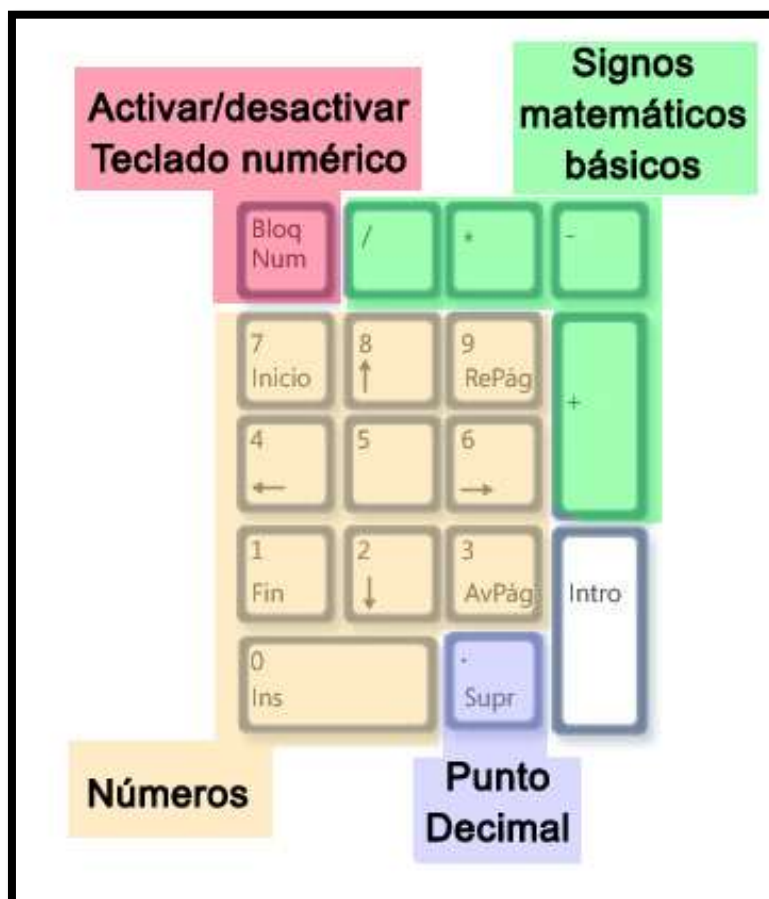 Activar/desactivar
Teclado numérico
Signos
matemáticos
básicos
Bloq
Num
/
*
-
7
Inicio
8
↑
9
RePág
+
4
←
5
6
→
1
Fin
2
↓
3
AvPág
Intro
0
Ins
.
Supr
Números
Punto
Decimal